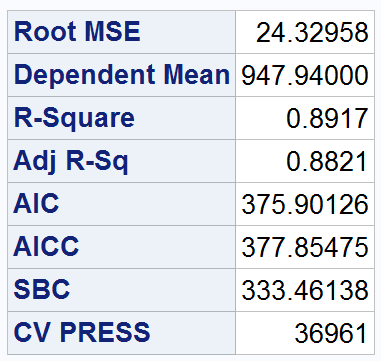 Root MSE 24.32958
Dependent Mean 947.94000
R-Square 0.8917
Adj R-Sq 0.8821
AIC 375.90126
AICC 377.85475
SBC 333.46138
CV PRESS 36961